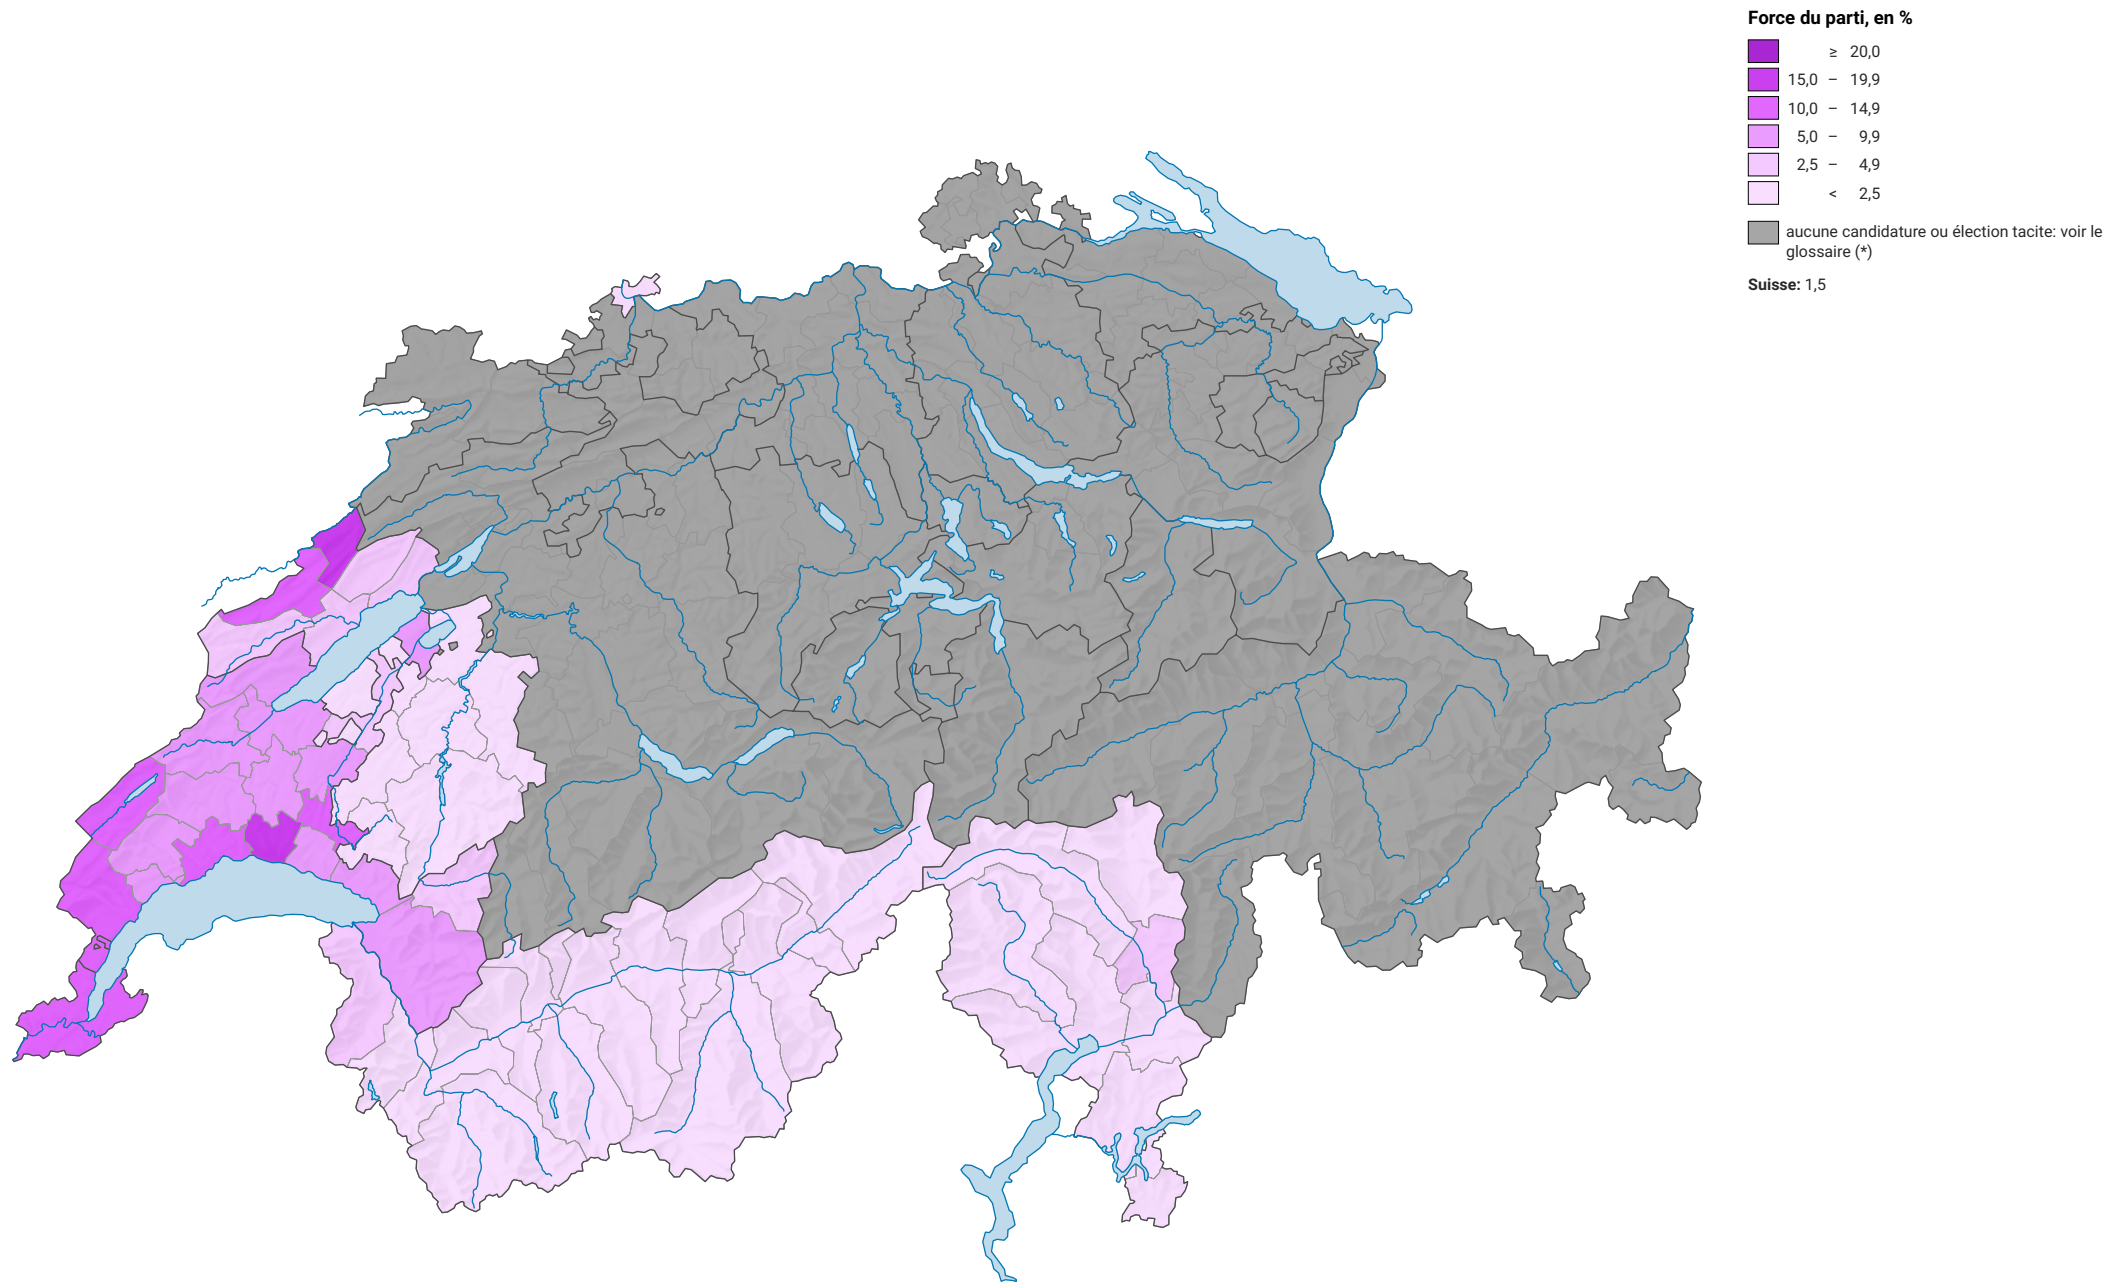 Force du parti, en %
≥ 20,0
15,0 – 19,9
10,0 – 14,9
5,0 – 9,9
2,5 – 4,9
< 2,5
aucune candidature ou élection tacite: voir le
glossaire (*)
Suisse: 1,5